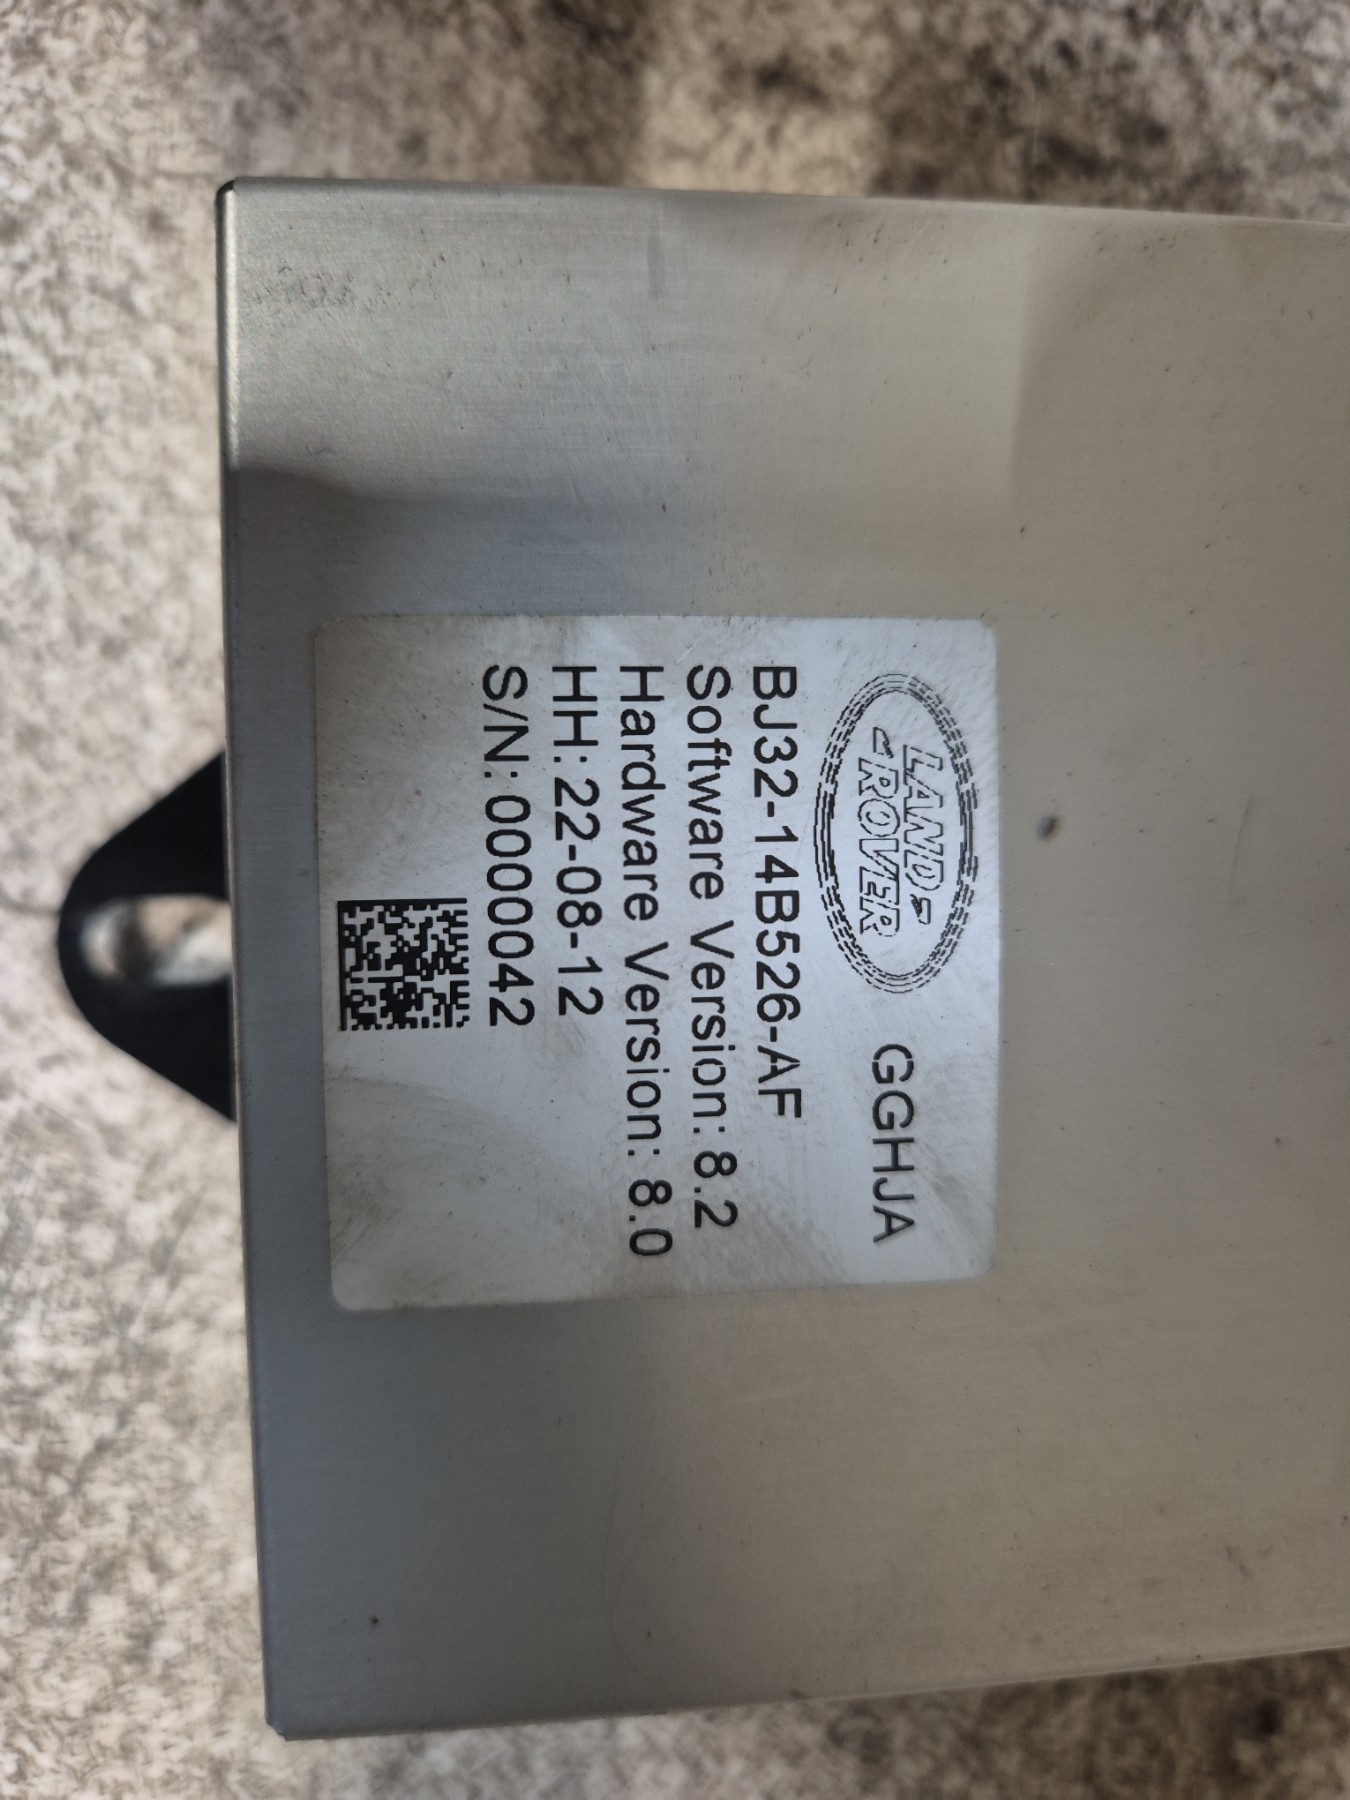 LAND
ROVER
GGHJA
BJ32-14B526-AF
Software Version: 8.2
Hardware Version: 8.0
HH: 22-08-12
S/N: 0000042